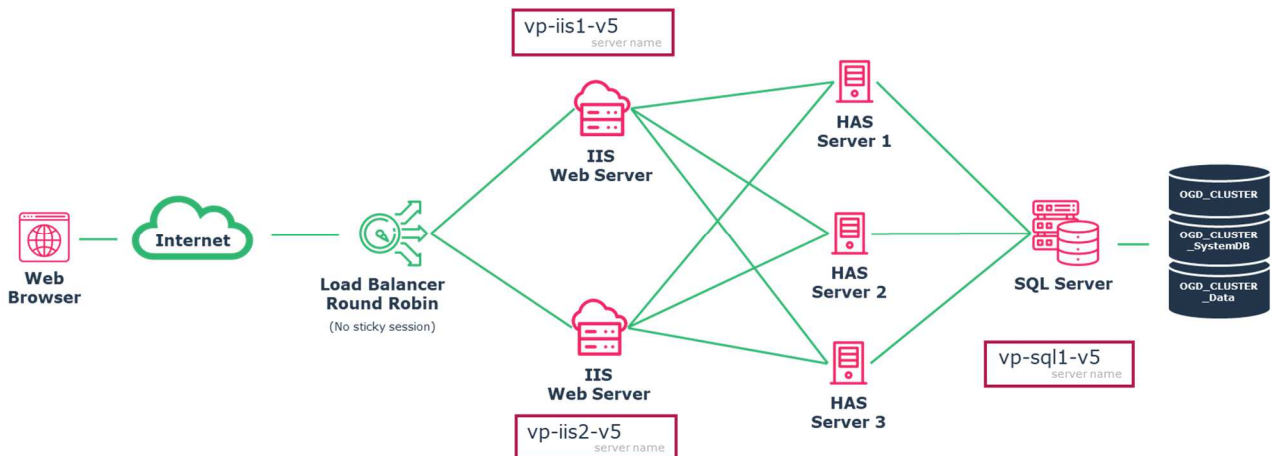 vp-iis1-v5
server name
IIS
Web Server
HAS
Server 1
Web
Browser
Internet
Load Balancer
Round Robin
(No sticky session)
HAS
Server 2
SQL Server
OGD_CLUSTER
OGD_CLUSTER
_SystemDB
OGD_CLUSTER
_Data
IIS
Web Server
vp-iis2-v5
server name
HAS
Server 3
vp-sql1-v5
server name